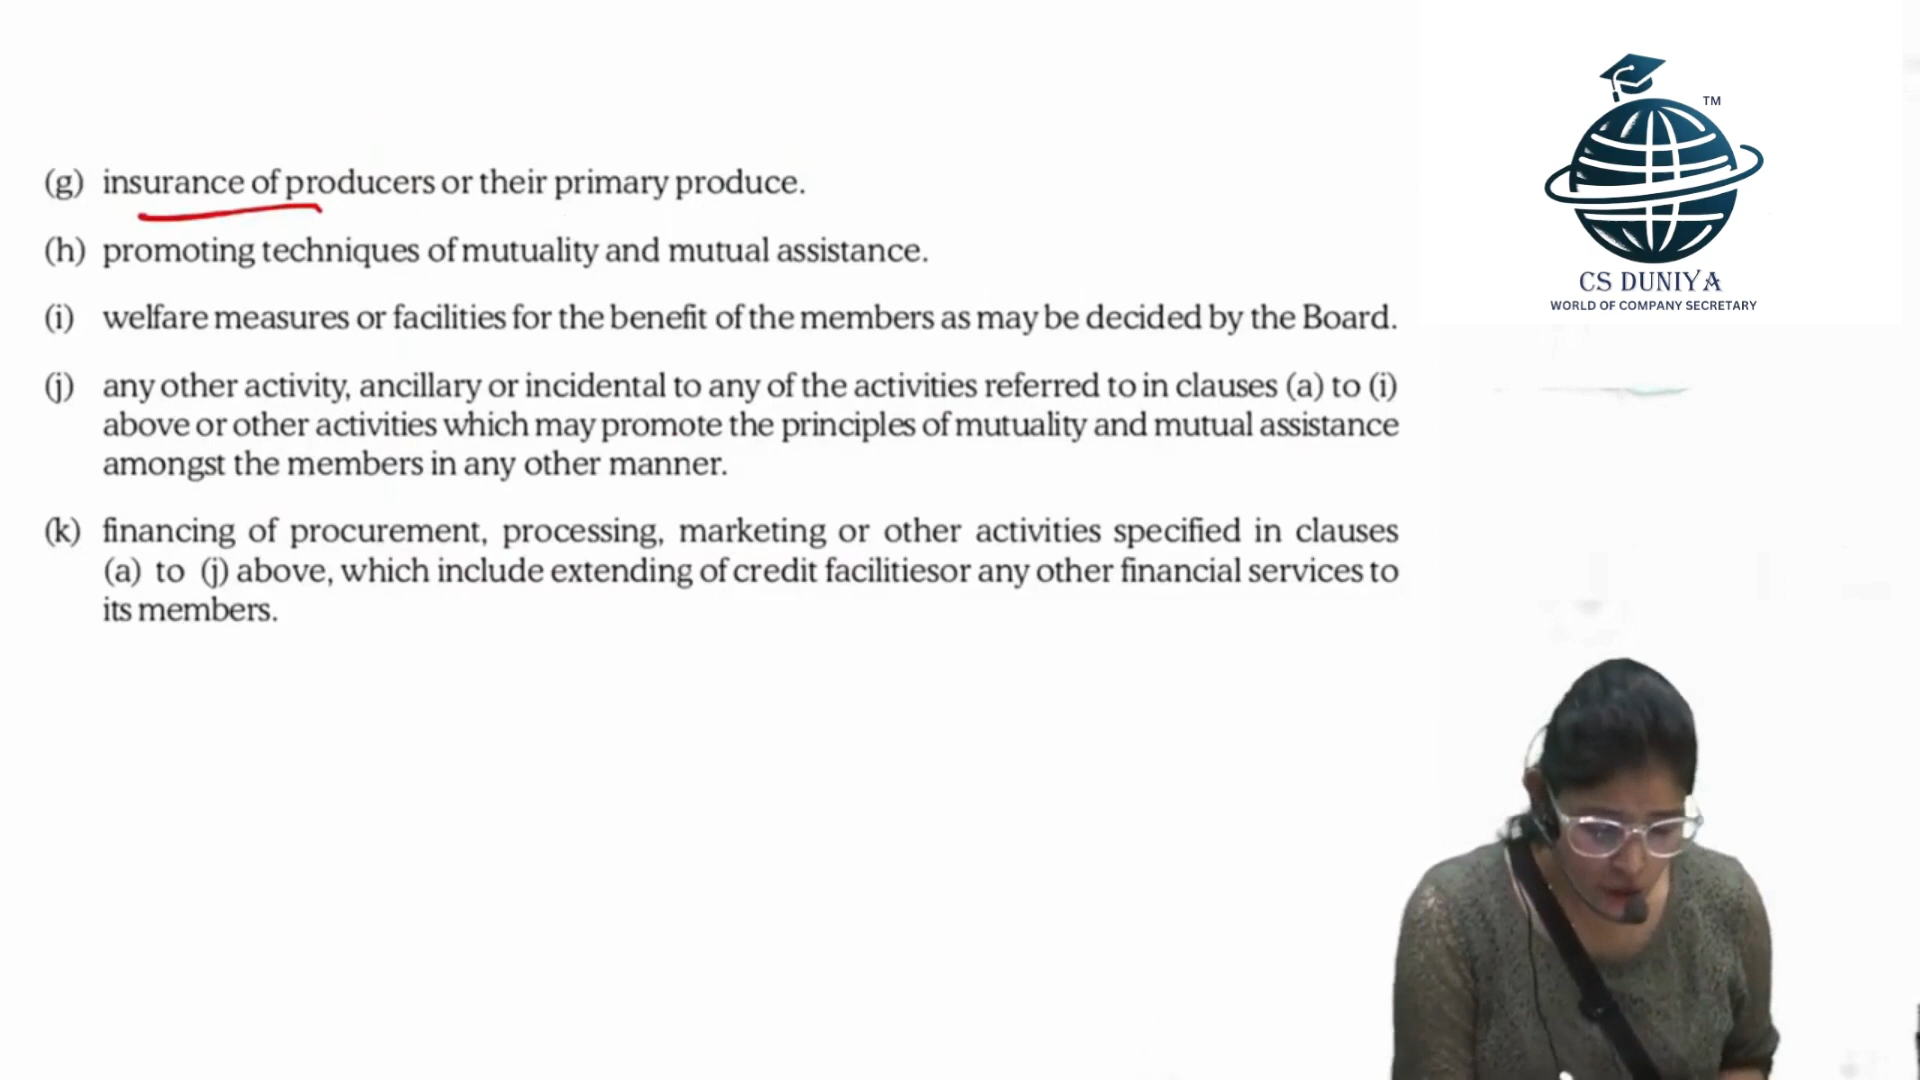 (g) insurance of producers or their primary produce.
(h) promoting techniques of mutuality and mutual assistance.
(i) welfare measures or facilities for the benefit of the members as may be decided by the Board.
(j) any other activity, ancillary or incidental to any of the activities referred to in clauses (a) to (i)
above or other activities which may promote the principles of mutuality and mutual assistance
amongst the members in any other manner.
(k) financing of procurement, processing, marketing or other activities specified in clauses
(a) to (j) above, which include extending of credit facilitiesor any other financial services to
its members.
TM
CS DUNIYA
WORLD OF COMPANY SECRETARY